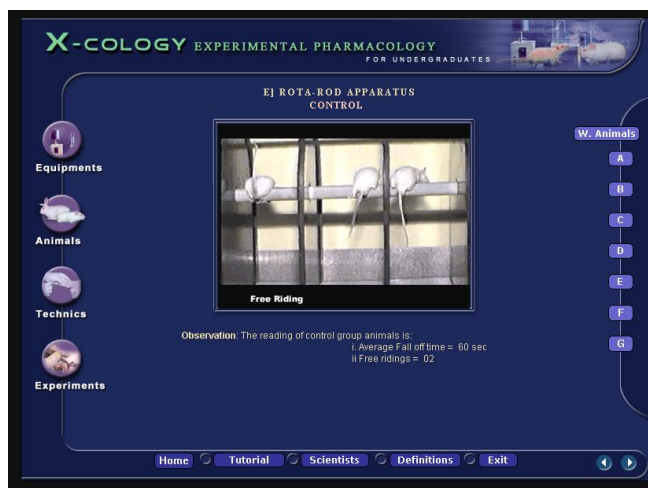 X-COLOGY EXPERIMENTAL PHARMACOLOGY
FOR UNDERGRADUATES
E] ROTA-ROD APPARATUS
CONTROL
W. Animals
A
B
C
D
E
F
G
Equipments
Animals
Technics
Experiments
Free Riding
Observation: The reading of control group animals is:
i. Average Fall off time = 60 sec
ii Free ridings = 02
Home Tutorial Scientists Definitions Exit